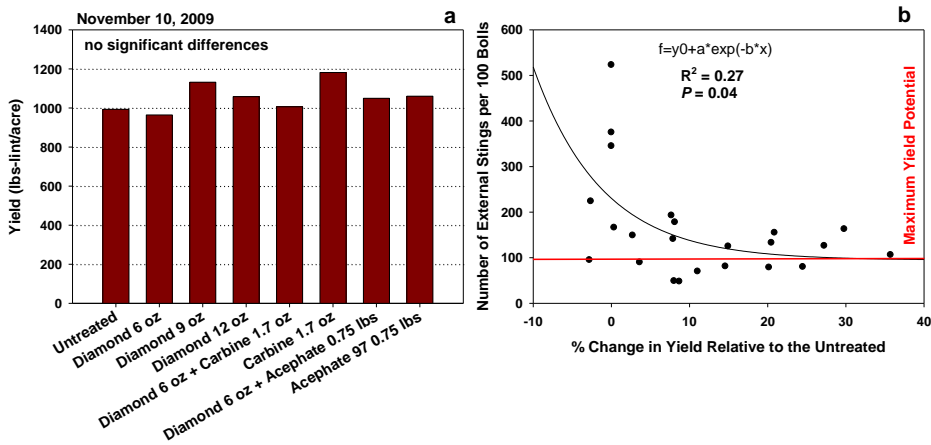 November 10, 2009
a
no significant differences
Yield (lbs-lint/acre)
1400
1200
1000
800
600
400
200
0
Untreated
Diamond 6 oz
Diamond 9 oz
Diamond 12 oz
Diamond 6 oz + Carbine 1.7 oz
Carbine 1.7 oz
Diamond 6 oz + Acephate 0.75 lbs
Acephate 97 0.75 lbs
b
f=y0+a*exp(-b*x)
R² = 0.27
P = 0.04
Number of External Stings per 100 Bolls
600
500
400
300
200
100
0
Maximum Yield Potential
-10 0 10 20 30 40
% Change in Yield Relative to the Untreated